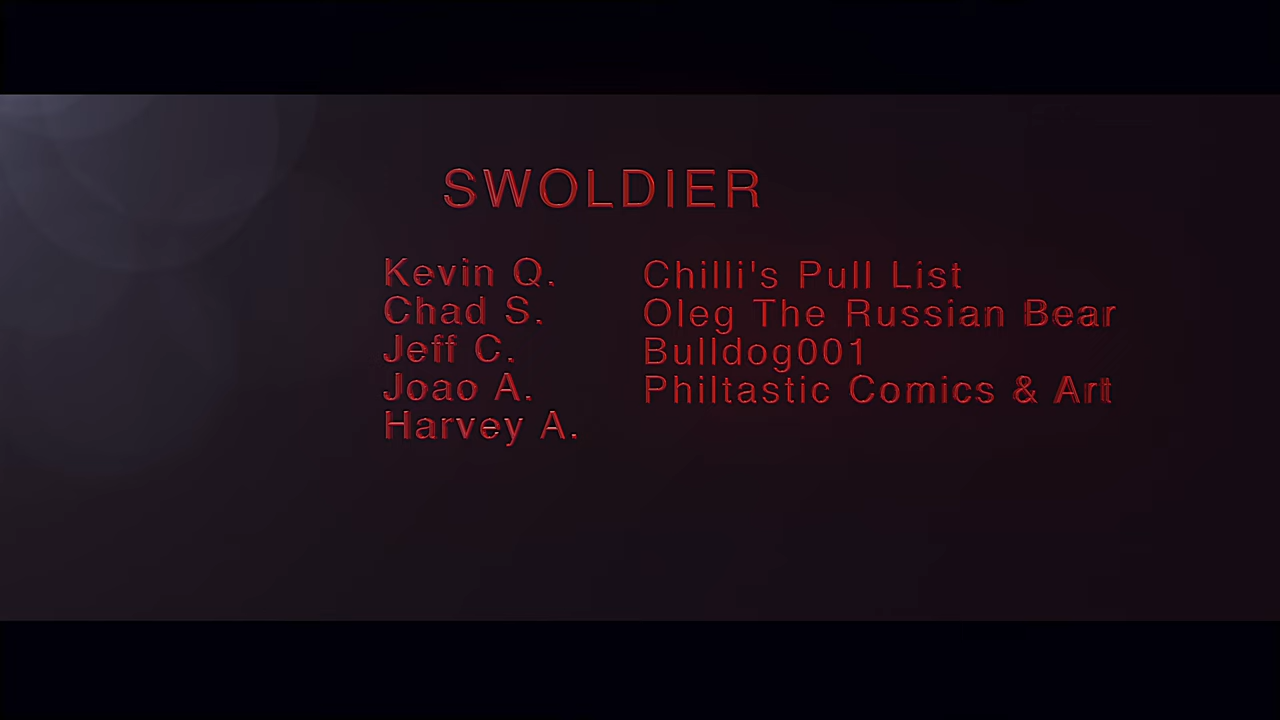 SWOLDIER
Kevin Q.
Chad S.
Jeff C.
Joao A.
Harvey A.
Chilli's Pull List
Oleg The Russian Bear
Bulldog001
Philtastic Comics & Art